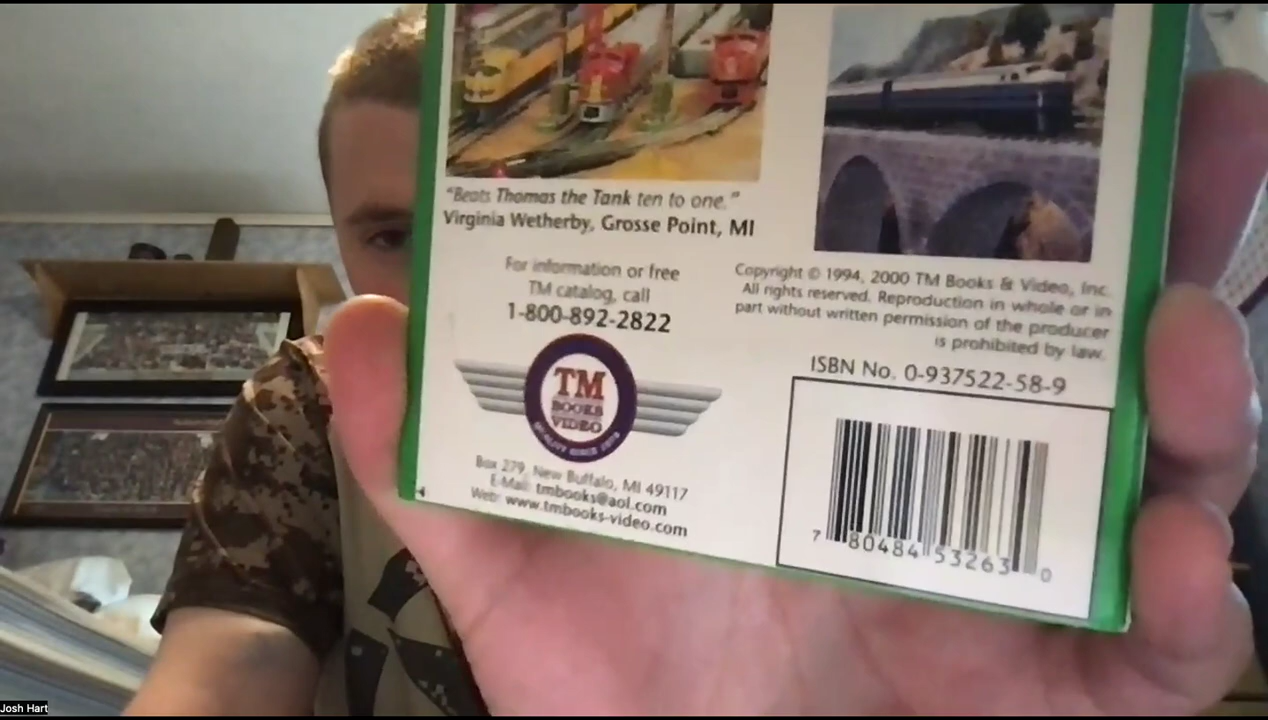 "Beats Thomas the Tank ten to one."
Virginia Wetherby, Grosse Point, MI
For information or free
TM catalog, call
1-800-892-2822
TM
BOOKS
VIDEO
QUALITY SINCE
Box 279, New Buffalo, MI 49117
E-Mail: tmbooks@aol.com
Web: www.tmbooks-video.com
Copyright © 1994, 2000 TM Books & Video, Inc.
All rights reserved. Reproduction in whole or in
part without written permission of the producer
is prohibited by law.
ISBN No. 0-937522-58-9
7 80484 53263 0
Josh Hart